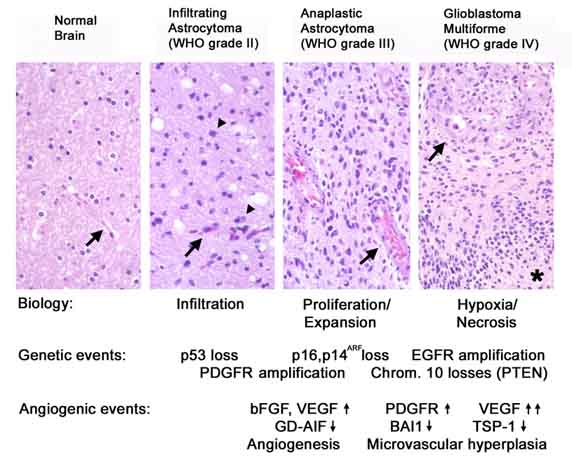 Normal Brain
Infiltrating Astrocytoma (WHO grade II)
Anaplastic Astrocytoma (WHO grade III)
Glioblastoma Multiforme (WHO grade IV)
*
Biology: Infiltration Proliferation/ Expansion Hypoxia/ Necrosis
Genetic events: p53 loss p16,p14ARF loss EGFR amplification
PDGFR amplification Chrom. 10 losses (PTEN)
Angiogenic events: bFGF, VEGF ↑ PDGFR ↑ VEGF ↑↑
GD-AIF ↓ BAI1 ↓ TSP-1 ↓
Angiogenesis Microvascular hyperplasia